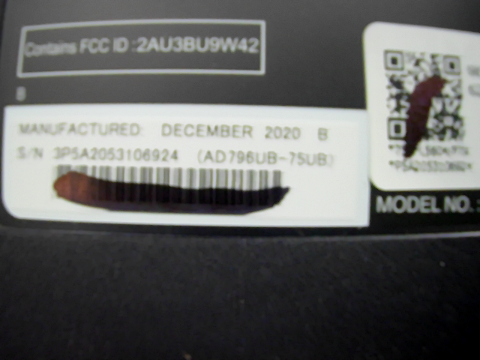 Contains FCC ID :2AU3BU9W42
B
MANUFACTURED: DECEMBER 2020 B
S/N 3P5A2053106924 (AD796UB-75UB)
MODEL NO.: